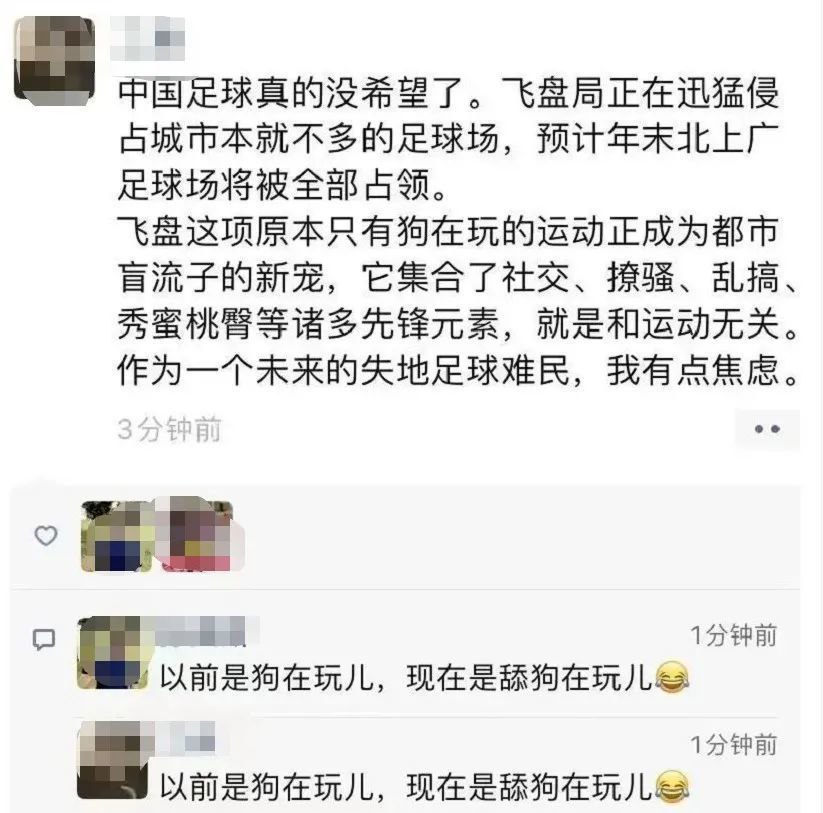 中国足球真的没希望了。飞盘局正在迅猛侵
占城市本就不多的足球场，预计年末北上广
足球场将被全部占领。
飞盘这项原本只有狗在玩的运动正成为都市
盲流子的新宠，它集合了社交、撩骚、乱搞、
秀蜜桃臀等诸多先锋元素，就是和运动无关。
作为一个未来的失地足球难民，我有点焦虑。
3分钟前
1分钟前
以前是狗在玩儿，现在是舔狗在玩儿😂
1分钟前
以前是狗在玩儿，现在是舔狗在玩儿😂